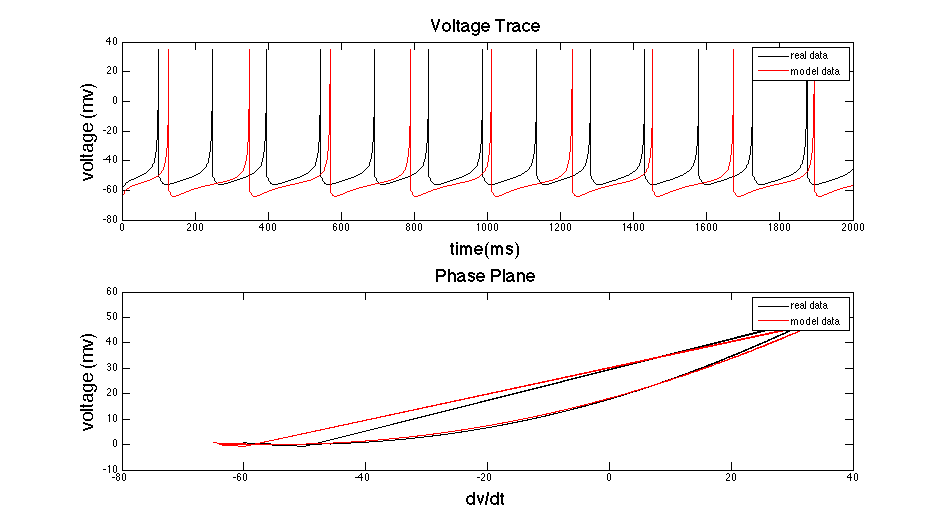 Voltage Trace
voltage (mv)
40
20
0
-20
-40
-60
-80
real data
model data
0 200 400 600 800 1000 1200 1400 1600 1800 2000
time(ms)
Phase Plane
voltage (mv)
60
50
40
30
20
10
0
-10
real data
model data
-80 -60 -40 -20 0 20 40
dv/dt